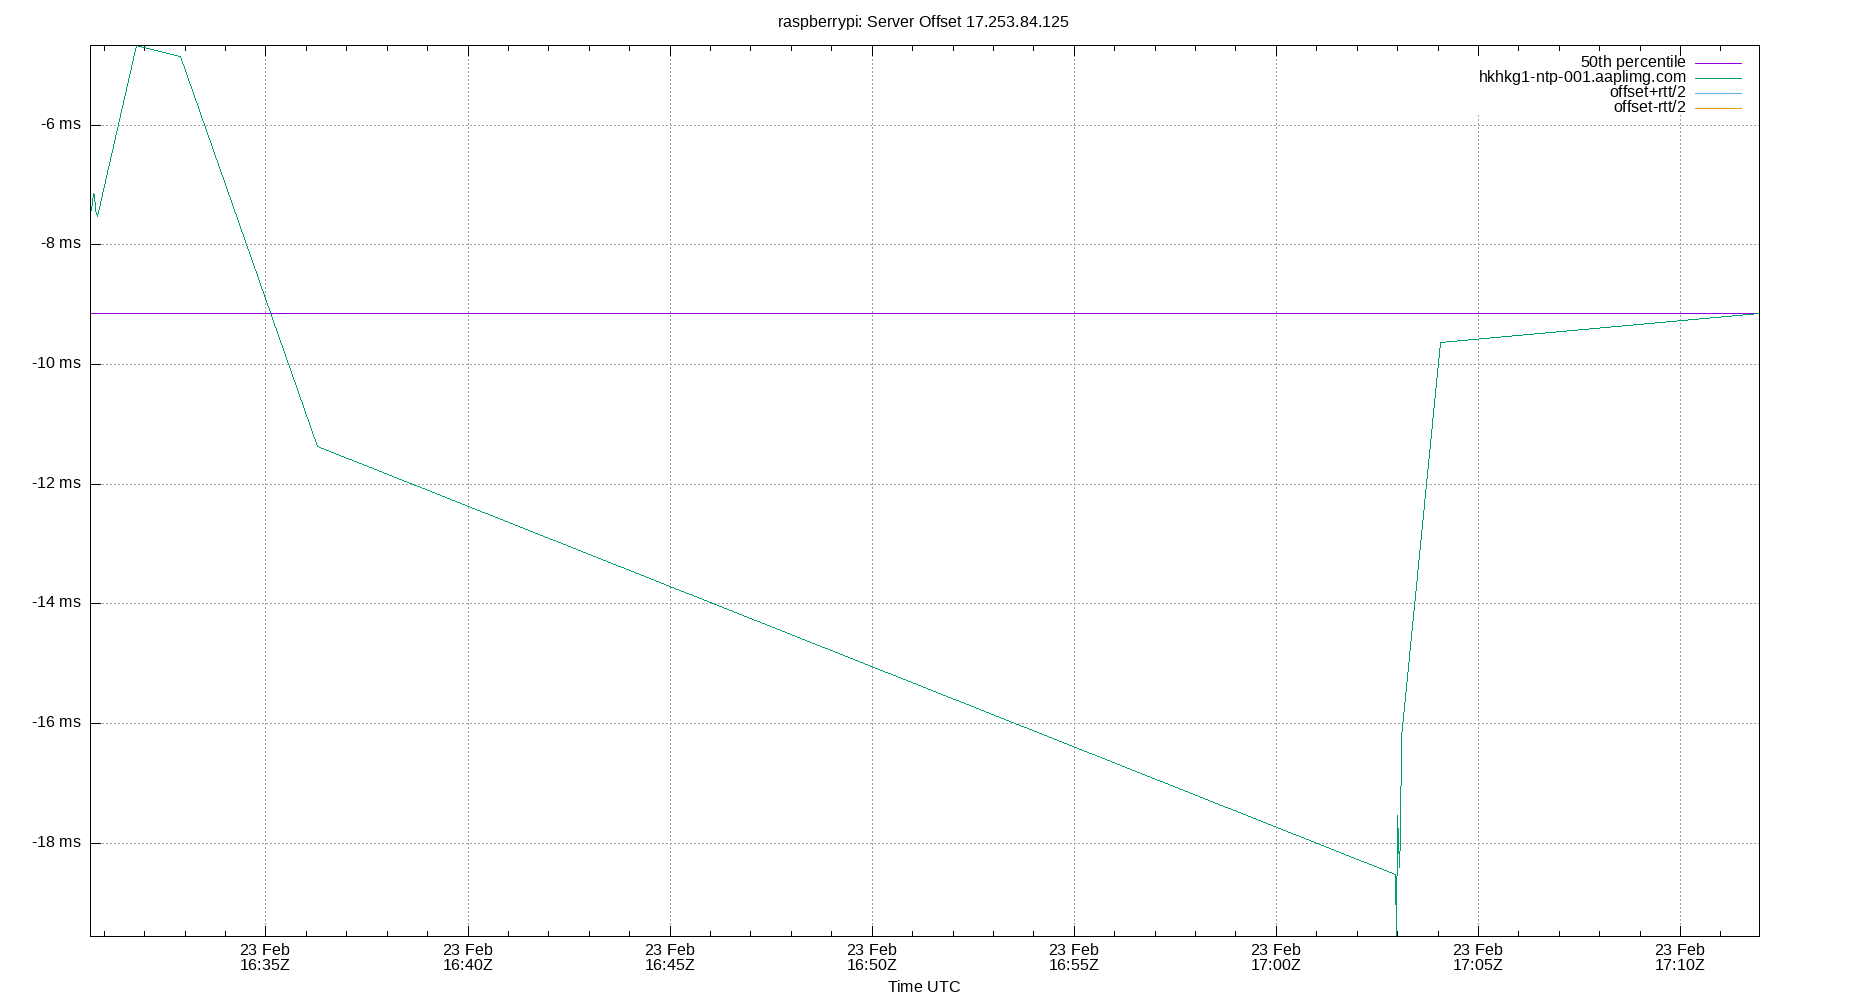 raspberrypi: Server Offset 17.253.84.125
50th percentile
hkhkg1-ntp-001.aaplimg.com
offset+rtt/2
offset-rtt/2
-6 ms
-8 ms
-10 ms
-12 ms
-14 ms
-16 ms
-18 ms
23 Feb 23 Feb 23 Feb 23 Feb 23 Feb 23 Feb 23 Feb 23 Feb
16:35Z 16:40Z 16:45Z 16:50Z 16:55Z 17:00Z 17:05Z 17:10Z
Time UTC